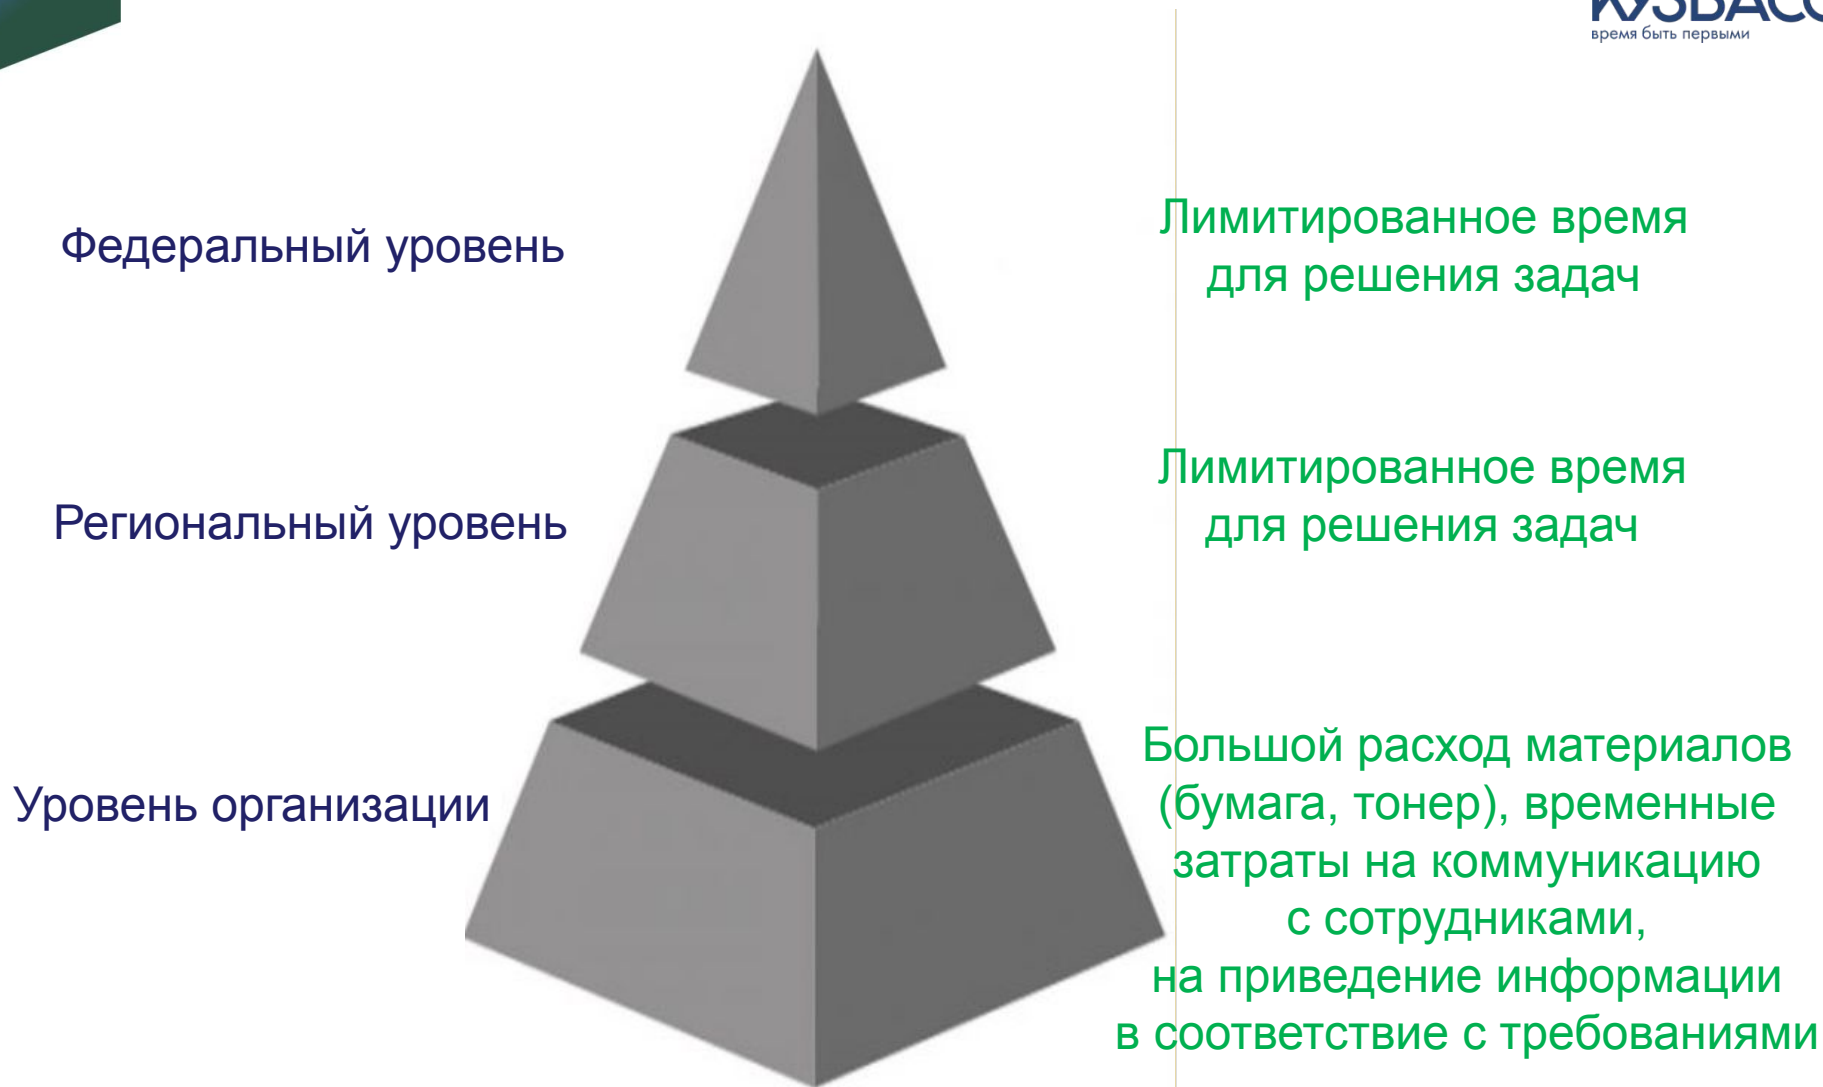 КУЗБАСС
время быть первыми
Федеральный уровень
Лимитированное время
для решения задач
Региональный уровень
Лимитированное время
для решения задач
Уровень организации
Большой расход материалов
(бумага, тонер), временные
затраты на коммуникацию
с сотрудниками,
на приведение информации
в соответствие с требованиями